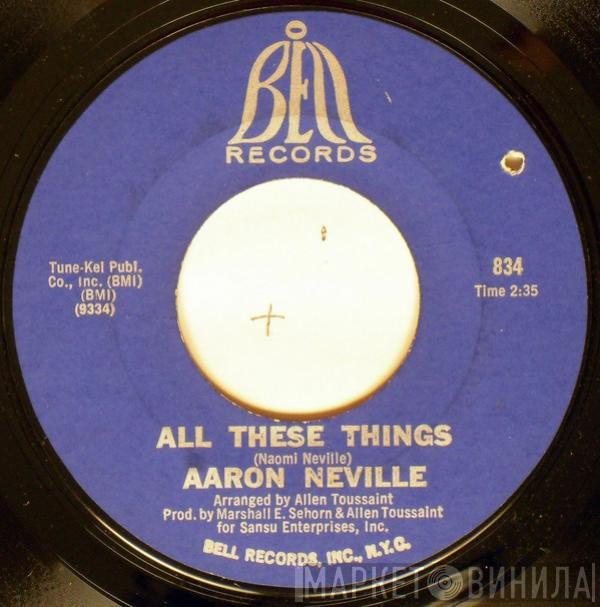 BELL
RECORDS
Tune-Kel Publ.
Co., Inc. (BMI)
(BMI)
(9334)
834
Time 2:35
ALL THESE THINGS
(Naomi Neville)
AARON NEVILLE
Arranged by Allen Toussaint
Prod. by Marshall E. Sehorn & Allen Toussaint
for Sansu Enterprises, Inc.
BELL RECORDS, INC., N.Y.C.
МАРКЕТ ВИНИЛА